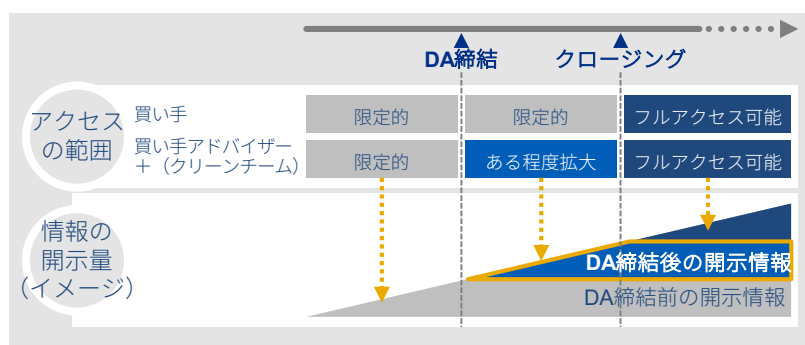 DA締結
クロージング
アクセス
の範囲
買い手
限定的
限定的
フルアクセス可能
買い手アドバイザー
＋（クリーンチーム）
限定的
ある程度拡大
フルアクセス可能
情報の
開示量
（イメージ）
DA締結後の開示情報
DA締結前の開示情報